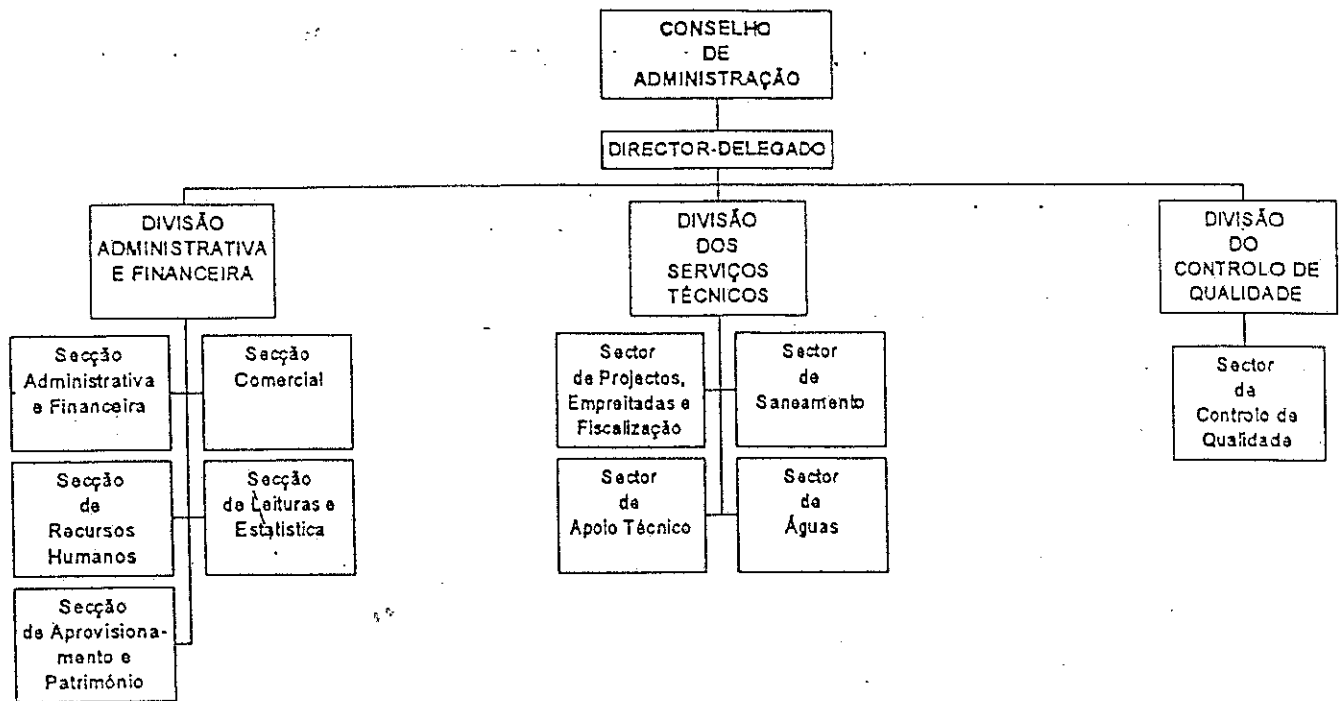 CONSELHO
DE
ADMINISTRAÇÃO
DIRECTOR-DELEGADO
DIVISÃO
ADMINISTRATIVA
E FINANCEIRA
DIVISÃO
DOS
SERVIÇOS
TÉCNICOS
DIVISÃO
DO
CONTROLO DE
QUALIDADE
Secção
Administrativa
e Financeira
Secção
Comercial
Sector
de Projectos,
Empreitadas e
Fiscalização
Sector
de
Saneamento
Sector
de
Controlo de
Qualidade
Secção
de
Recursos
Humanos
Secção
de Leituras e
Estatística
Sector
de
Apoio Técnico
Sector
de
Águas
Secção
de Aprovisiona-
mento e
Património